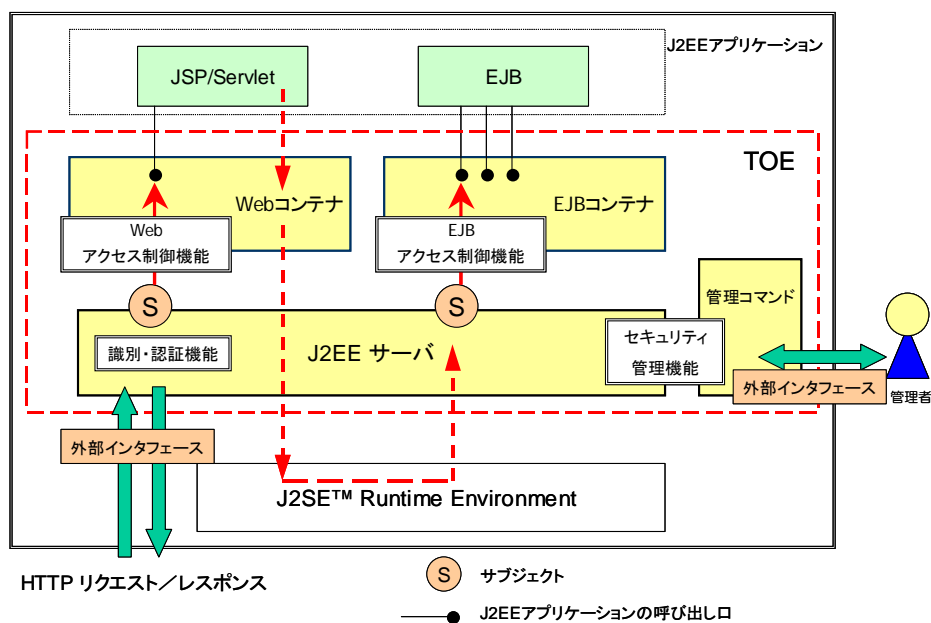 J2EEアプリケーション
JSP/Servlet
EJB
TOE
Webコンテナ
EJBコンテナ
Web
アクセス制御機能
EJB
アクセス制御機能
管理コマンド
S
S
セキュリティ
管理機能
識別・認証機能
J2EE サーバ
外部インタフェース
管理者
外部インタフェース
J2SE™ Runtime Environment
HTTP リクエスト／レスポンス
S
サブジェクト
J2EEアプリケーションの呼び出し口